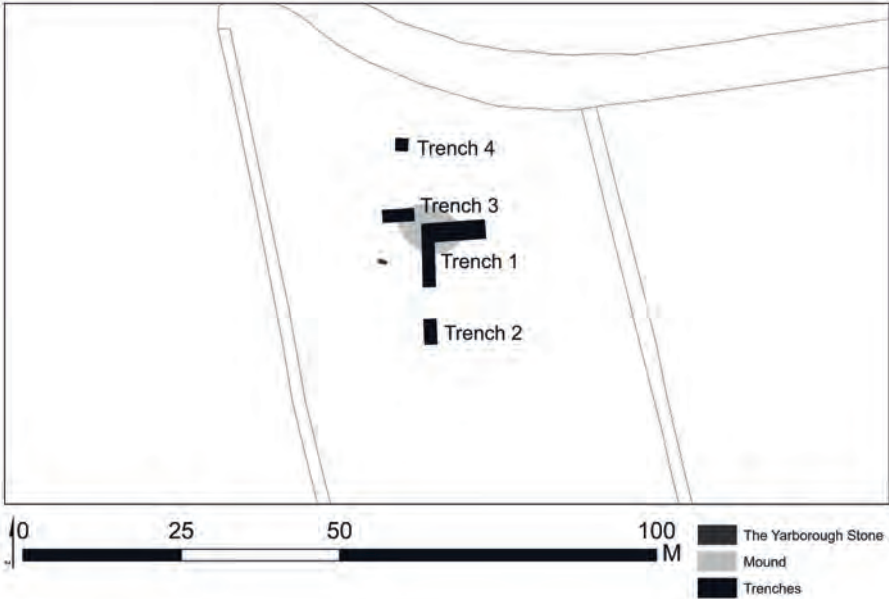 Trench 4
Trench 3
Trench 1
Trench 2
0 25 50 100
M
The Yarborough Stone
Mound
Trenches